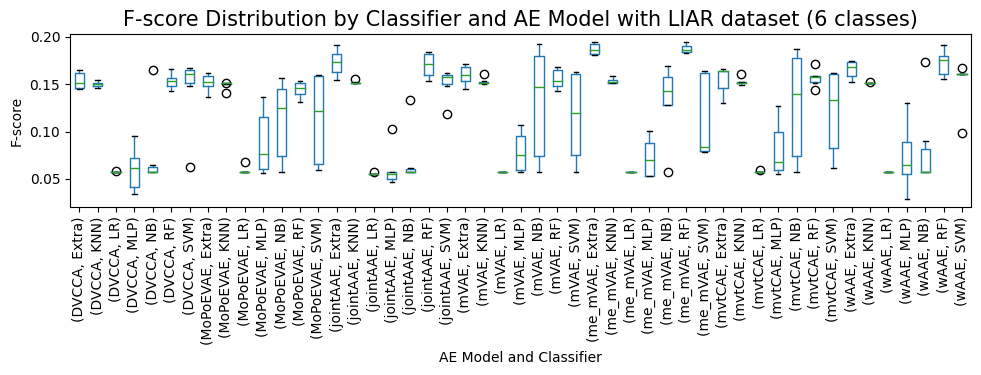 F-score Distribution by Classifier and AE Model with LIAR dataset (6 classes)
0.20
0.15
0.10
0.05
F-score
(DVCCA, Extra)
(DVCCA, KNN)
(DVCCA, LR)
(DVCCA, MLP)
(DVCCA, NB)
(DVCCA, RF)
(DVCCA, SVM)
(MoPoEVAE, Extra)
(MoPoEVAE, KNN)
(MoPoEVAE, LR)
(MoPoEVAE, MLP)
(MoPoEVAE, NB)
(MoPoEVAE, RF)
(MoPoEVAE, SVM)
(jointAAE, Extra)
(jointAAE, KNN)
(jointAAE, LR)
(jointAAE, MLP)
(jointAAE, NB)
(jointAAE, RF)
(jointAAE, SVM)
(mVAE, Extra)
(mVAE, KNN)
(mVAE, LR)
(mVAE, MLP)
(mVAE, NB)
(mVAE, RF)
(mVAE, SVM)
(me_mVAE, Extra)
(me_mVAE, KNN)
(me_mVAE, LR)
(me_mVAE, MLP)
(me_mVAE, NB)
(me_mVAE, RF)
(me_mVAE, SVM)
(mvtCAE, Extra)
(mvtCAE, KNN)
(mvtCAE, LR)
(mvtCAE, MLP)
(mvtCAE, NB)
(mvtCAE, RF)
(mvtCAE, SVM)
(wAAE, Extra)
(wAAE, KNN)
(wAAE, LR)
(wAAE, MLP)
(wAAE, NB)
(wAAE, RF)
(wAAE, SVM)
AE Model and Classifier